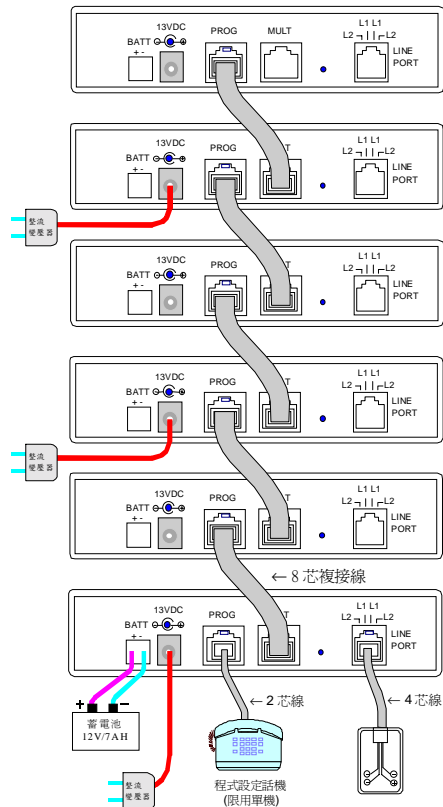 13VDC
BATT
+ -
PROG
MULT
L1 L1
L2 L2
LINE
PORT
13VDC
BATT
+ -
PROG
T
L1 L1
L2 L2
LINE
PORT
整流
變壓器
13VDC
BATT
+ -
PROG
T
L1 L1
L2 L2
LINE
PORT
13VDC
BATT
+ -
PROG
T
L1 L1
L2 L2
LINE
PORT
整流
變壓器
13VDC
BATT
+ -
PROG
T
L1 L1
L2 L2
LINE
PORT
← 8 芯複接線
13VDC
BATT
+ -
PROG
T
L1 L1
L2 L2
LINE
PORT
+ −
蓄電池
12V/7AH
← 2 芯線
← 4 芯線
整流
變壓器
程式設定話機
(限用單機)